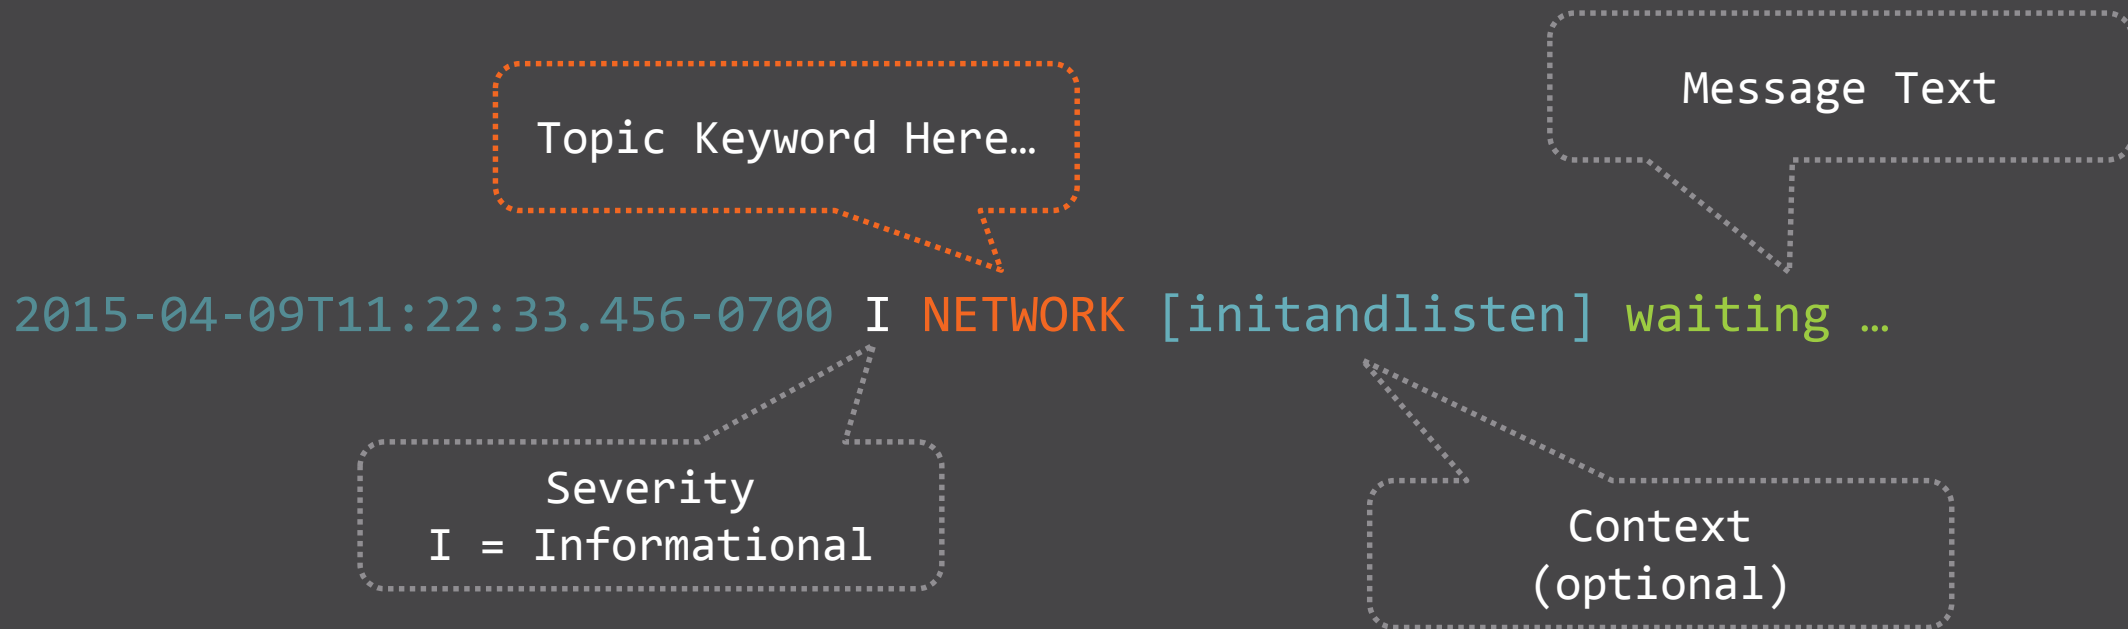 Message Text
Topic Keyword Here…
2015-04-09T11:22:33.456-0700 I NETWORK [initandlisten] waiting …
Severity
I = Informational
Context
(optional)